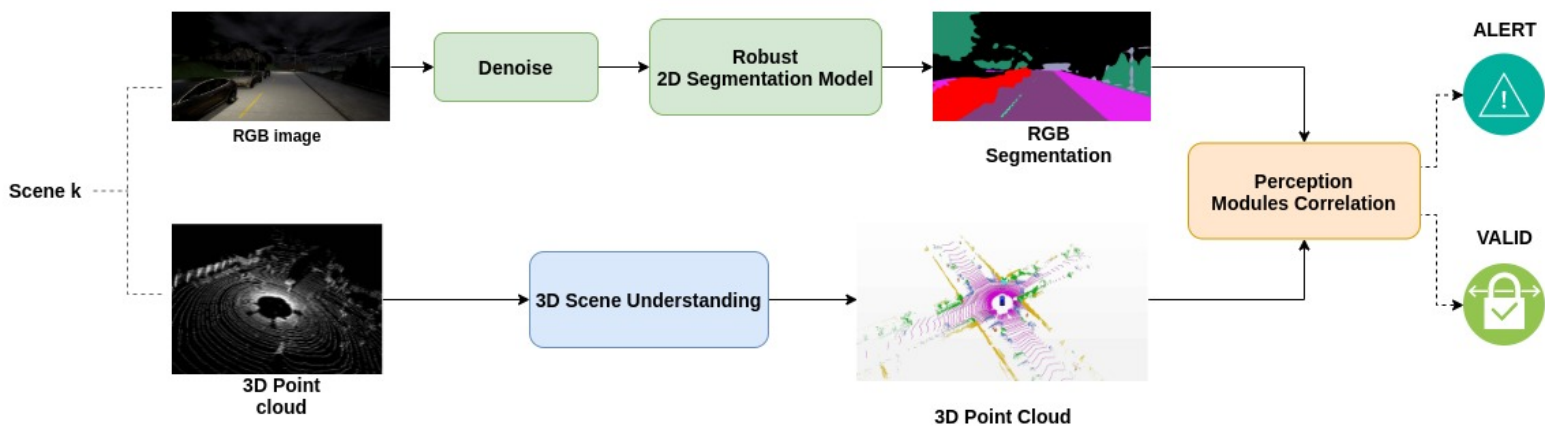 ALERT
Denoise
Robust
2D Segmentation Model
RGB image
RGB
Segmentation
Scene k
Perception
Modules Correlation
VALID
3D Scene Understanding
3D Point
cloud
3D Point Cloud